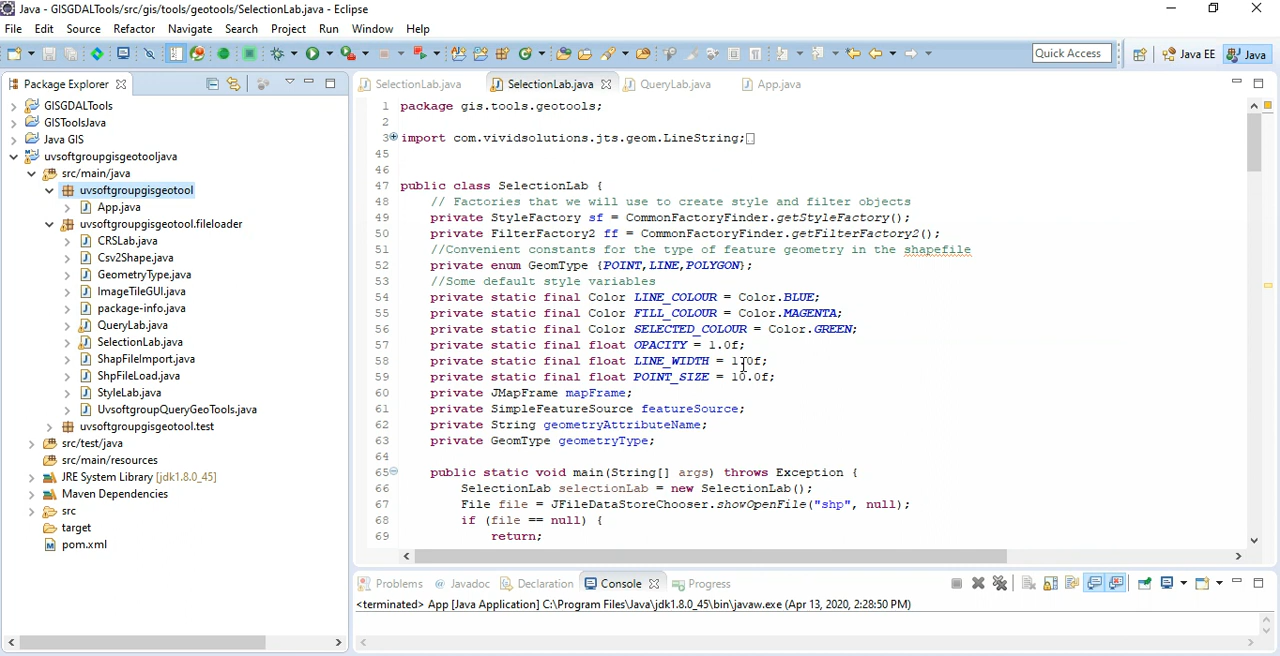 Java - GISGDALTools/src/gis/tools/geotools/SelectionLab.java - Eclipse
File Edit Source Refactor Navigate Search Project Run Window Help
Quick Access Java EE Java
Package Explorer
SelectionLab.java SelectionLab.java QueryLab.java App.java
GISGDALTools
GISToolsJava
Java GIS
uvsoftgroupgisgeotooljava
src/main/java
uvsoftgroupgisgeotool
App.java
uvsoftgroupgisgeotool.fileloader
CRSLab.java
Csv2Shape.java
GeometryType.java
ImageTileGUI.java
package-info.java
QueryLab.java
SelectionLab.java
ShapFileImport.java
ShpFileLoad.java
StyleLab.java
UvsoftgroupQueryGeoTools.java
uvsoftgroupgisgeotool.test
src/test/java
src/main/resources
JRE System Library [jdk1.8.0_45]
Maven Dependencies
src
target
pom.xml
1 package gis.tools.geotools;
2
3 import com.vividsolutions.jts.geom.LineString;
45
46
47 public class SelectionLab {
48 // Factories that we will use to create style and filter objects
49 private StyleFactory sf = CommonFactoryFinder.getStyleFactory();
50 private FilterFactory2 ff = CommonFactoryFinder.getFilterFactory2();
51 //Convenient constants for the type of feature geometry in the shapefile
52 private enum GeomType {POINT,LINE,POLYGON};
53 //Some default style variables
54 private static final Color LINE_COLOUR = Color.BLUE;
55 private static final Color FILL_COLOUR = Color.MAGENTA;
56 private static final Color SELECTED_COLOUR = Color.GREEN;
57 private static final float OPACITY = 1.0f;
58 private static final float LINE_WIDTH = 1.0f;
59 private static final float POINT_SIZE = 10.0f;
60 private JMapFrame mapFrame;
61 private SimpleFeatureSource featureSource;
62 private String geometryAttributeName;
63 private GeomType geometryType;
64
65 public static void main(String[] args) throws Exception {
66 SelectionLab selectionLab = new SelectionLab();
67 File file = JFileDataStoreChooser.showOpenFile("shp", null);
68 if (file == null) {
69 return;
Problems Javadoc Declaration Console Progress
<terminated> App [Java Application] C:\Program Files\Java\jdk1.8.0_45\bin\javaw.exe (Apr 13, 2020, 2:28:50 PM)